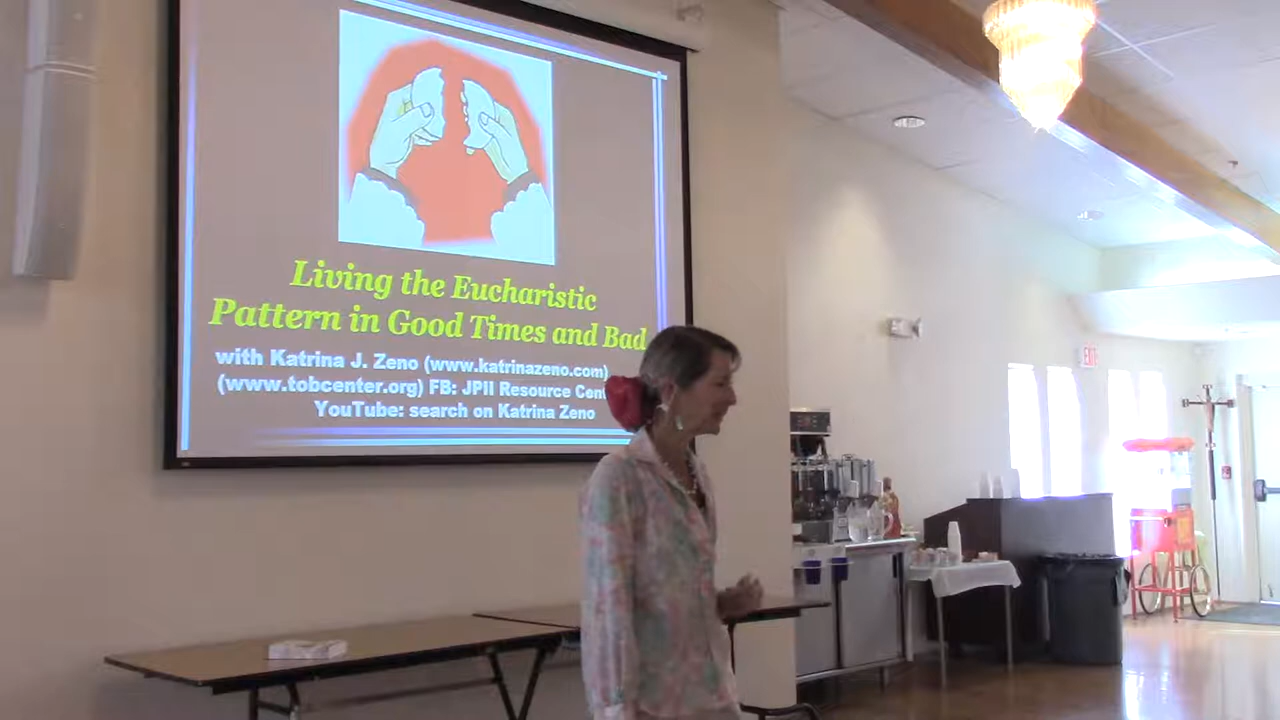 Living the Eucharistic
Pattern in Good Times and Bad
with Katrina J. Zeno (www.katrinazeno.com)
(www.tobcenter.org) FB: JPII Resource
YouTube: search on Katrina Zeno
EXIT